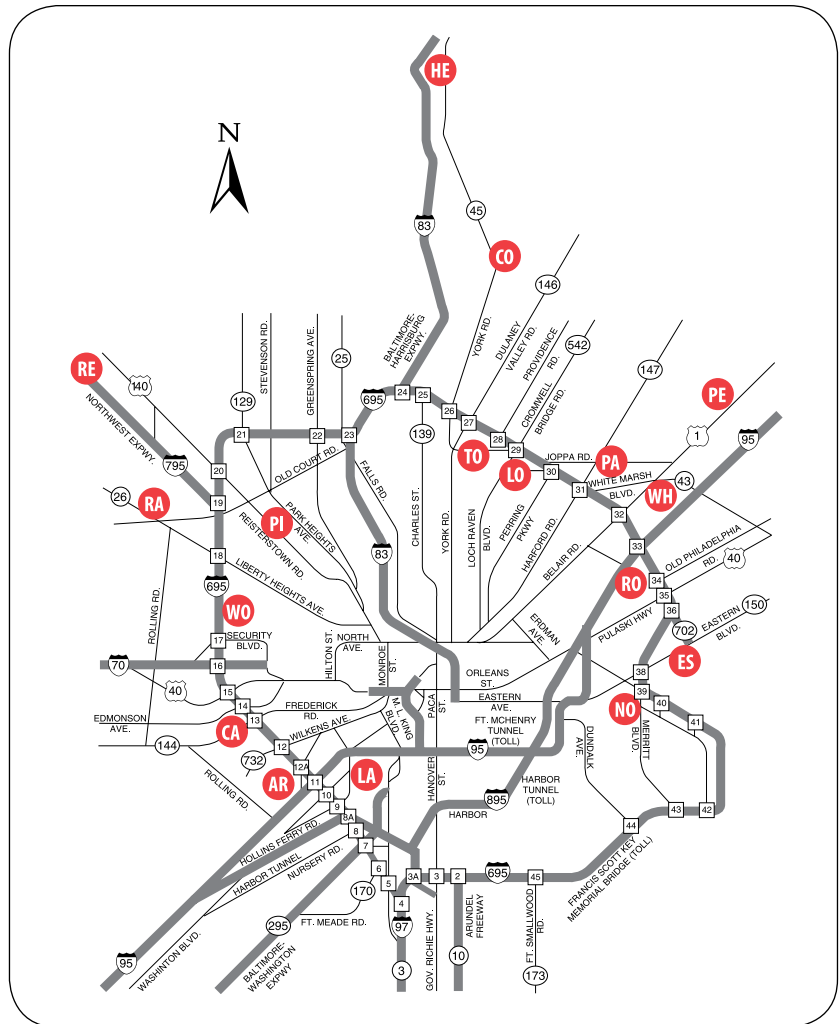 HE
N
45
83
CO
146
BALTIMORE-
HARRISBURG
EXPWY.
YORK RD.
DULANEY
VALLEY RD.
PROVIDENCE
RD.
CROMWELL
BRIDGE RD.
542
147
STEVENSON RD.
GREENSPRING AVE.
25
RE
140
129
695
24
25
PE
NORTHWEST EXPWY.
26
27
139
1
95
21
22
23
28
29
795
OLD COURT RD.
FALLS RD.
TO
LO
JOPPA RD.
PA
20
30
WHITE MARSH
BLVD.
43
26
RA
19
31
WH
PARK HEIGHTS
AVE.
PI
REISTERSTOWN RD.
CHARLES ST.
YORK RD.
LOCH RAVEN
BLVD.
PERRING
PKWY
HARFORD RD.
BELAIR RD.
32
33
OLD PHILADELPHIA
RD.
40
18
83
LIBERTY HEIGHTS AVE.
695
RO
34
35
36
WO
ROLLING RD.
PULASKI HWY
150
EASTERN
BLVD.
702
ERDMAN
AVE.
17
SECURITY
BLVD.
HILTON ST.
NORTH
AVE.
MONROE
ST.
70
16
ORLEANS
ST.
38
ES
40
15
PACA
ST.
EASTERN
AVE.
39
40
NO
14
FREDERICK
RD.
M. L. KING
BLVD.
EDMONSON
AVE.
13
CA
WILKENS AVE.
FT. MCHENRY
TUNNEL
(TOLL)
41
MERRITT
BLVD.
DUNDALK
AVE.
144
12
95
732
12A
HANOVER
ST.
ROLLING RD.
AR
11
LA
HARBOR
TUNNEL
(TOLL)
10
895
9
HARBOR
43
42
8A
44
HOLLINS FERRY RD.
8
7
HARBOR TUNNEL
NURSERY RD.
FRANCIS SCOTT KEY
MEMORIAL BRIDGE (TOLL)
6
5
3A
3
2
695
45
170
4
FT. MEADE RD.
295
97
GOV. RICHIE HWY.
ARUNDEL
FREEWAY
FT. SMALLWOOD
RD.
95
WASHINTON BLVD.
BALTIMORE-
WASHINGTON
EXPWY
3
10
173